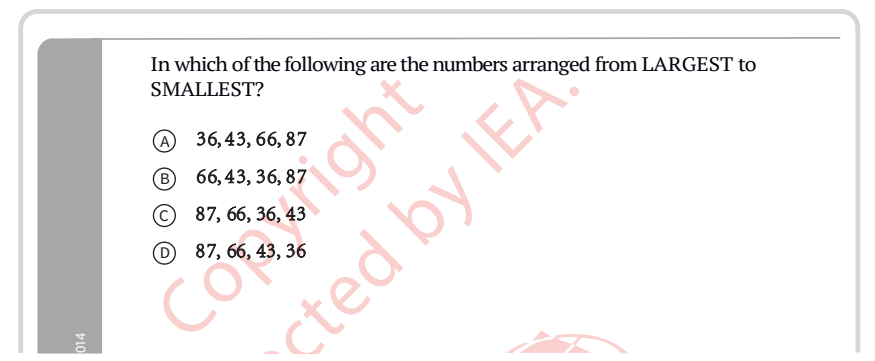 In which of the following are the numbers arranged from LARGEST to
SMALLEST?
A 36, 43, 66, 87
B 66, 43, 36, 87
C 87, 66, 36, 43
D 87, 66, 43, 36
Copyright
cted by IEA.
014